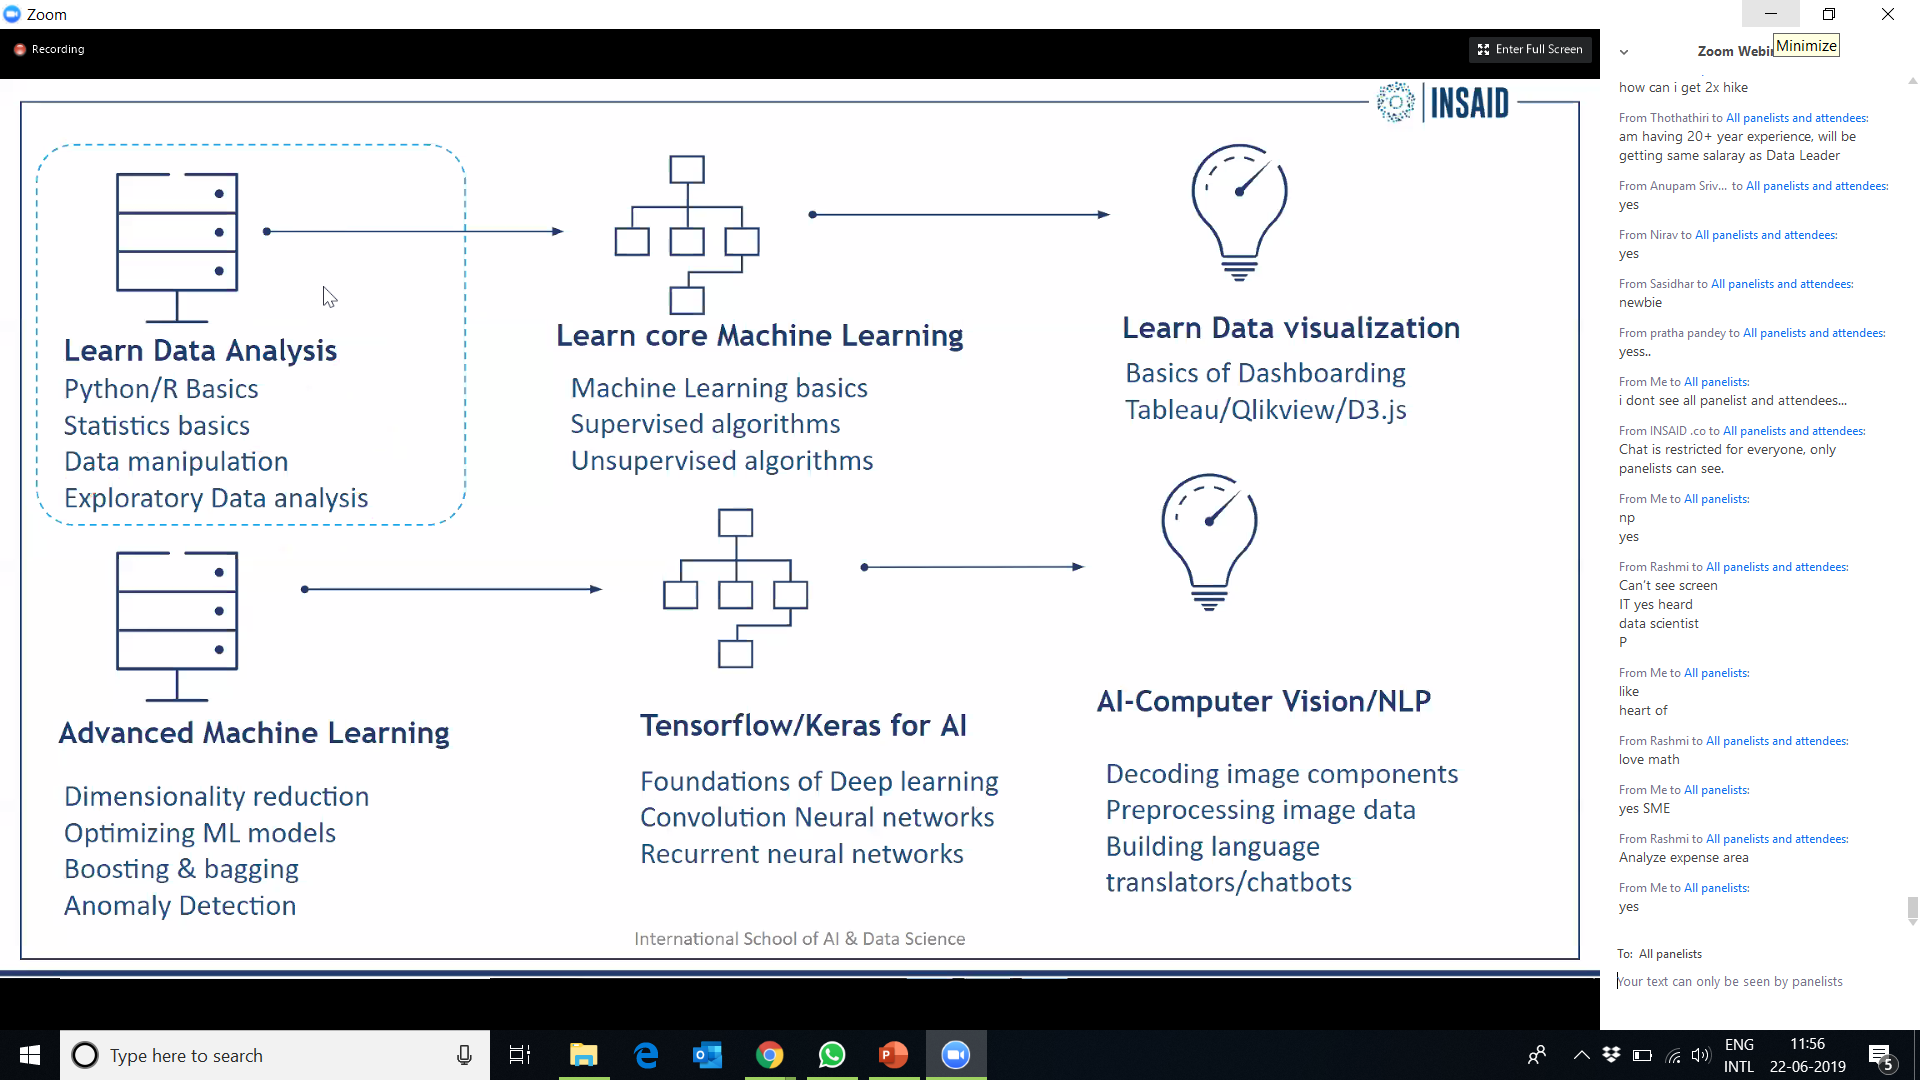 Zoom
Recording
Enter Full Screen
INSAID
Learn Data Analysis
Python/R Basics
Statistics basics
Data manipulation
Exploratory Data analysis
Learn core Machine Learning
Machine Learning basics
Supervised algorithms
Unsupervised algorithms
Learn Data visualization
Basics of Dashboarding
Tableau/Qlikview/D3.js
Advanced Machine Learning
Dimensionality reduction
Optimizing ML models
Boosting & bagging
Anomaly Detection
Tensorflow/Keras for AI
Foundations of Deep learning
Convolution Neural networks
Recurrent neural networks
AI-Computer Vision/NLP
Decoding image components
Preprocessing image data
Building language
translators/chatbots
International School of AI & Data Science
Zoom Webi
Minimize
how can i get 2x hike
From Thothathiri to All panelists and attendees:
am having 20+ year experience, will be
getting same salaray as Data Leader
From Anupam Sriv... to All panelists and attendees:
yes
From Nirav to All panelists and attendees:
yes
From Sasidhar to All panelists and attendees:
newbie
From pratha pandey to All panelists and attendees:
yess..
From Me to All panelists:
i dont see all panelist and attendees...
From INSAID .co to All panelists and attendees:
Chat is restricted for everyone, only
panelists can see.
From Me to All panelists:
np
yes
From Rashmi to All panelists and attendees:
Can't see screen
IT yes heard
data scientist
P
From Me to All panelists:
like
heart of
From Rashmi to All panelists and attendees:
love math
From Me to All panelists:
yes SME
From Rashmi to All panelists and attendees:
Analyze expense area
From Me to All panelists:
yes
To: All panelists
Your text can only be seen by panelists
Type here to search
ENG
INTL
11:56
22-06-2019
5